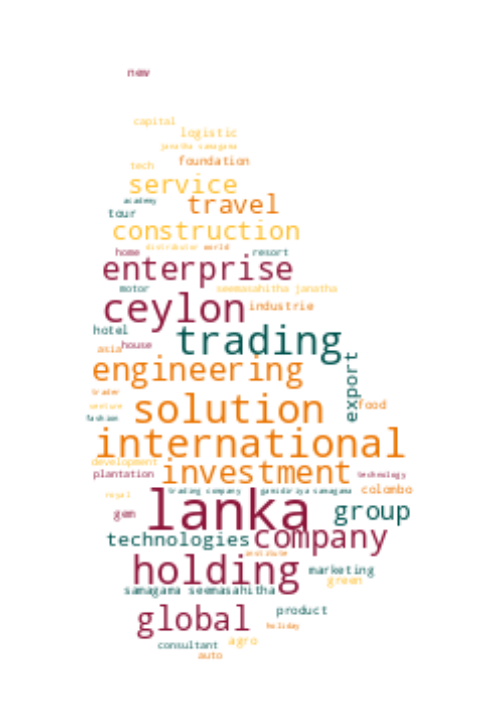 new
capital
logistic
janatha samagama
tech foundation
service
academy travel
tour
construction
distributor world
home resort
enterprise
motor seemasahitha janatha
ceylon industrie
hotel trading
asia house
engineering
export
trader
venture solution food
fashion
international
development investment
plantation technology
royal trading company gamidiriya samagama colombo
gem lanka group
technologies company
institute
holding marketing
green
samagama seemasahitha
global product
holiday
consultant agro
auto